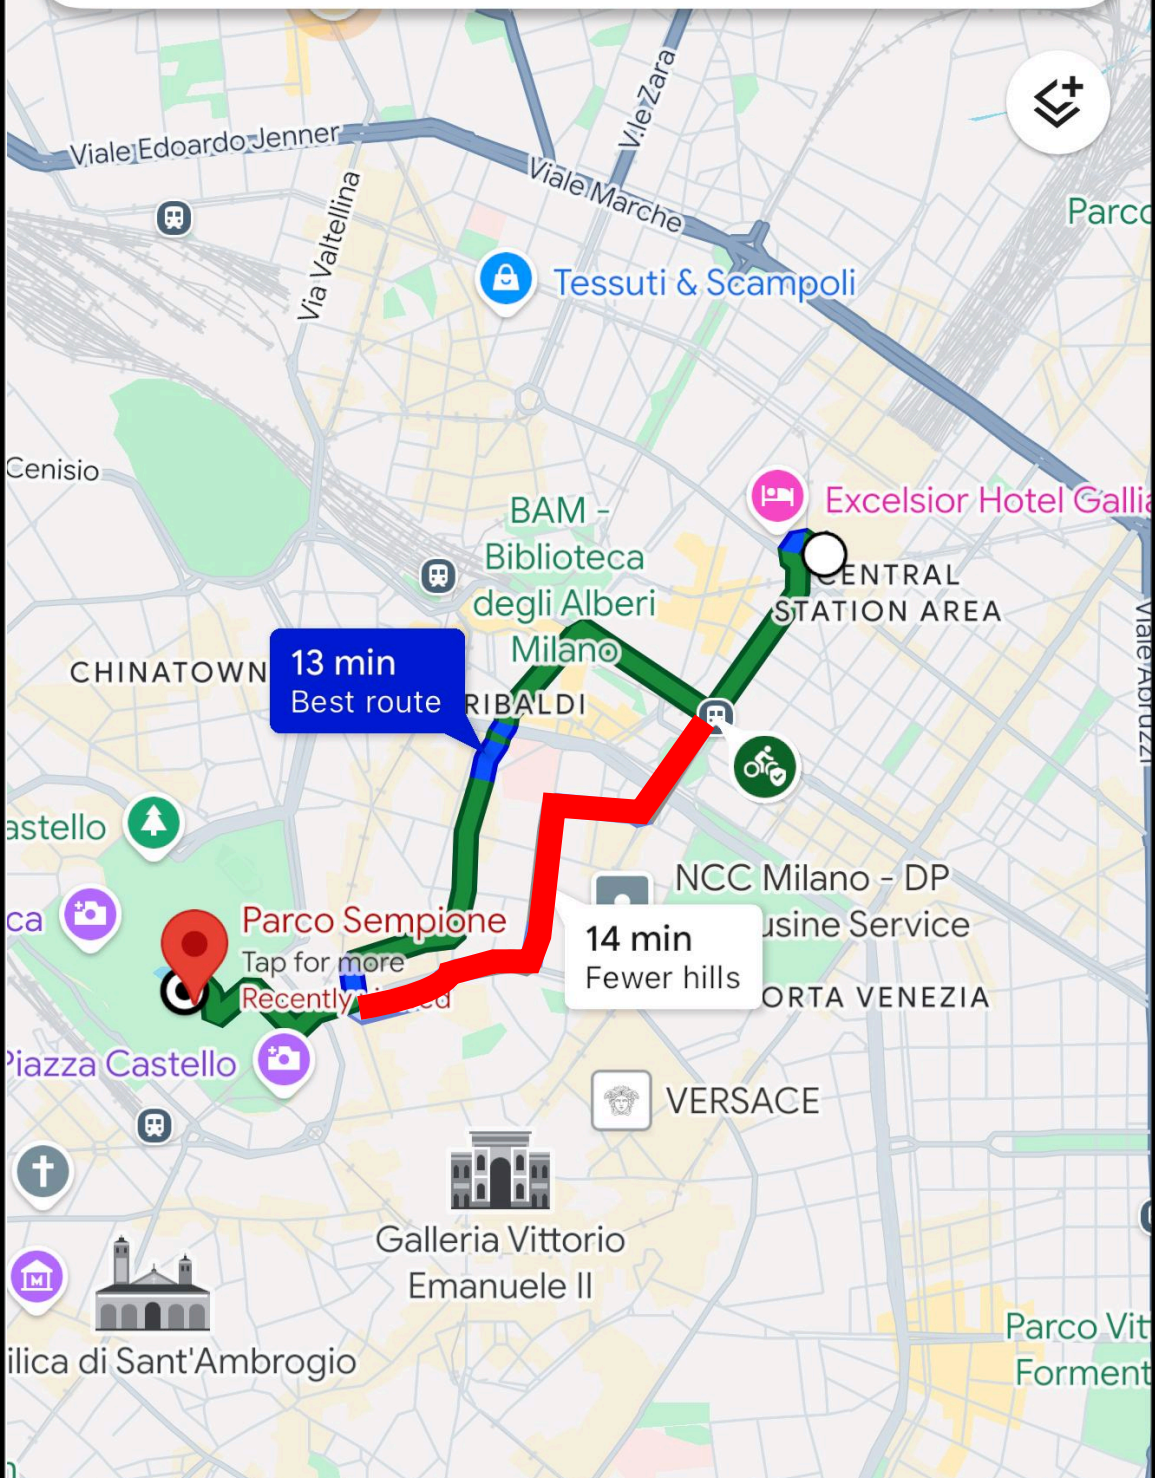 Viale Edoardo Jenner
V.le Zara
Viale Marche
Via Valtellina
Parco
Tessuti & Scampoli
Cenisio
Excelsior Hotel Gallia
BAM -
Biblioteca
degli Alberi
Milano
CENTRAL
STATION AREA
CHINATOWN
13 min
Best route
RIBALDI
Viale Abruzzi
astello
ca
Parco Sempione
Tap for more
Recently
NCC Milano - DP
usine Service
14 min
Fewer hills
ORTA VENEZIA
Piazza Castello
VERSACE
Galleria Vittorio
Emanuele II
M
ilica di Sant'Ambrogio
Parco Vitt
Forment